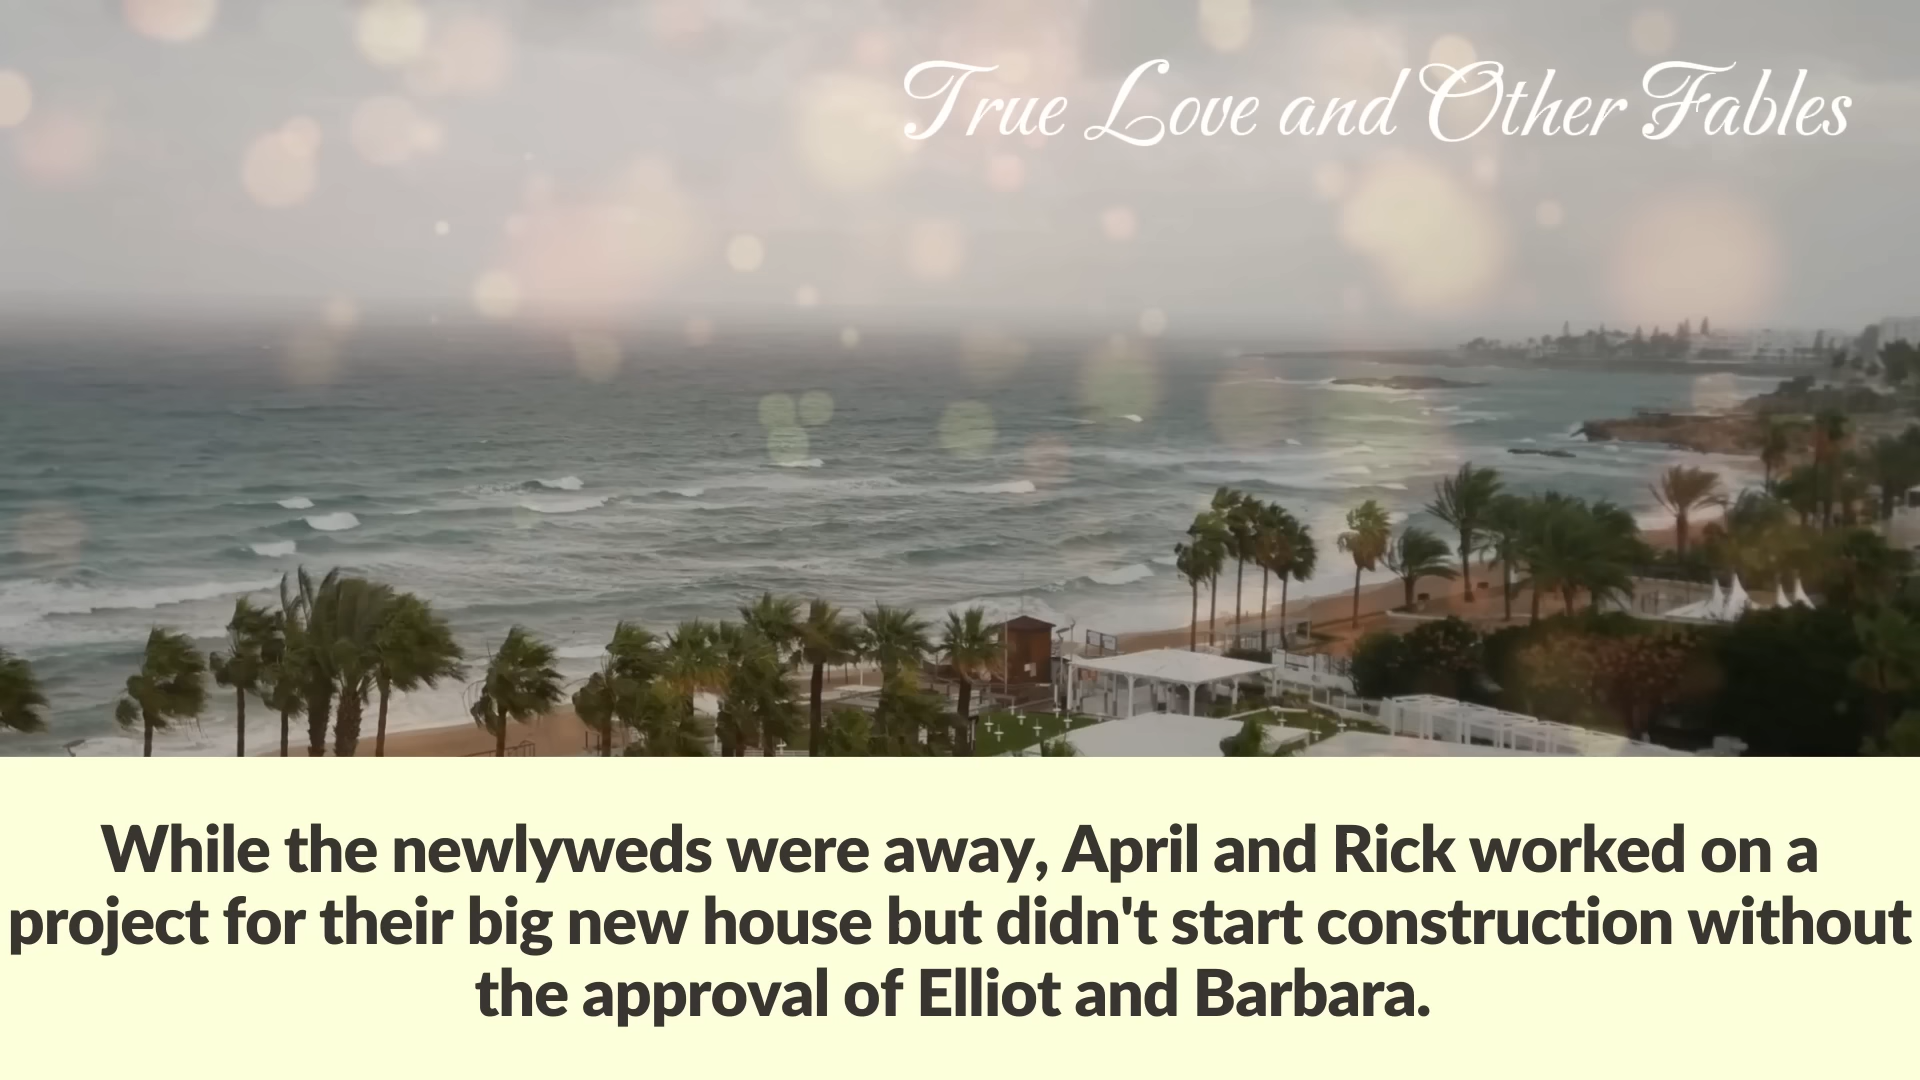 True Love and Other Fables
While the newlyweds were away, April and Rick worked on a
project for their big new house but didn't start construction without
the approval of Elliot and Barbara.